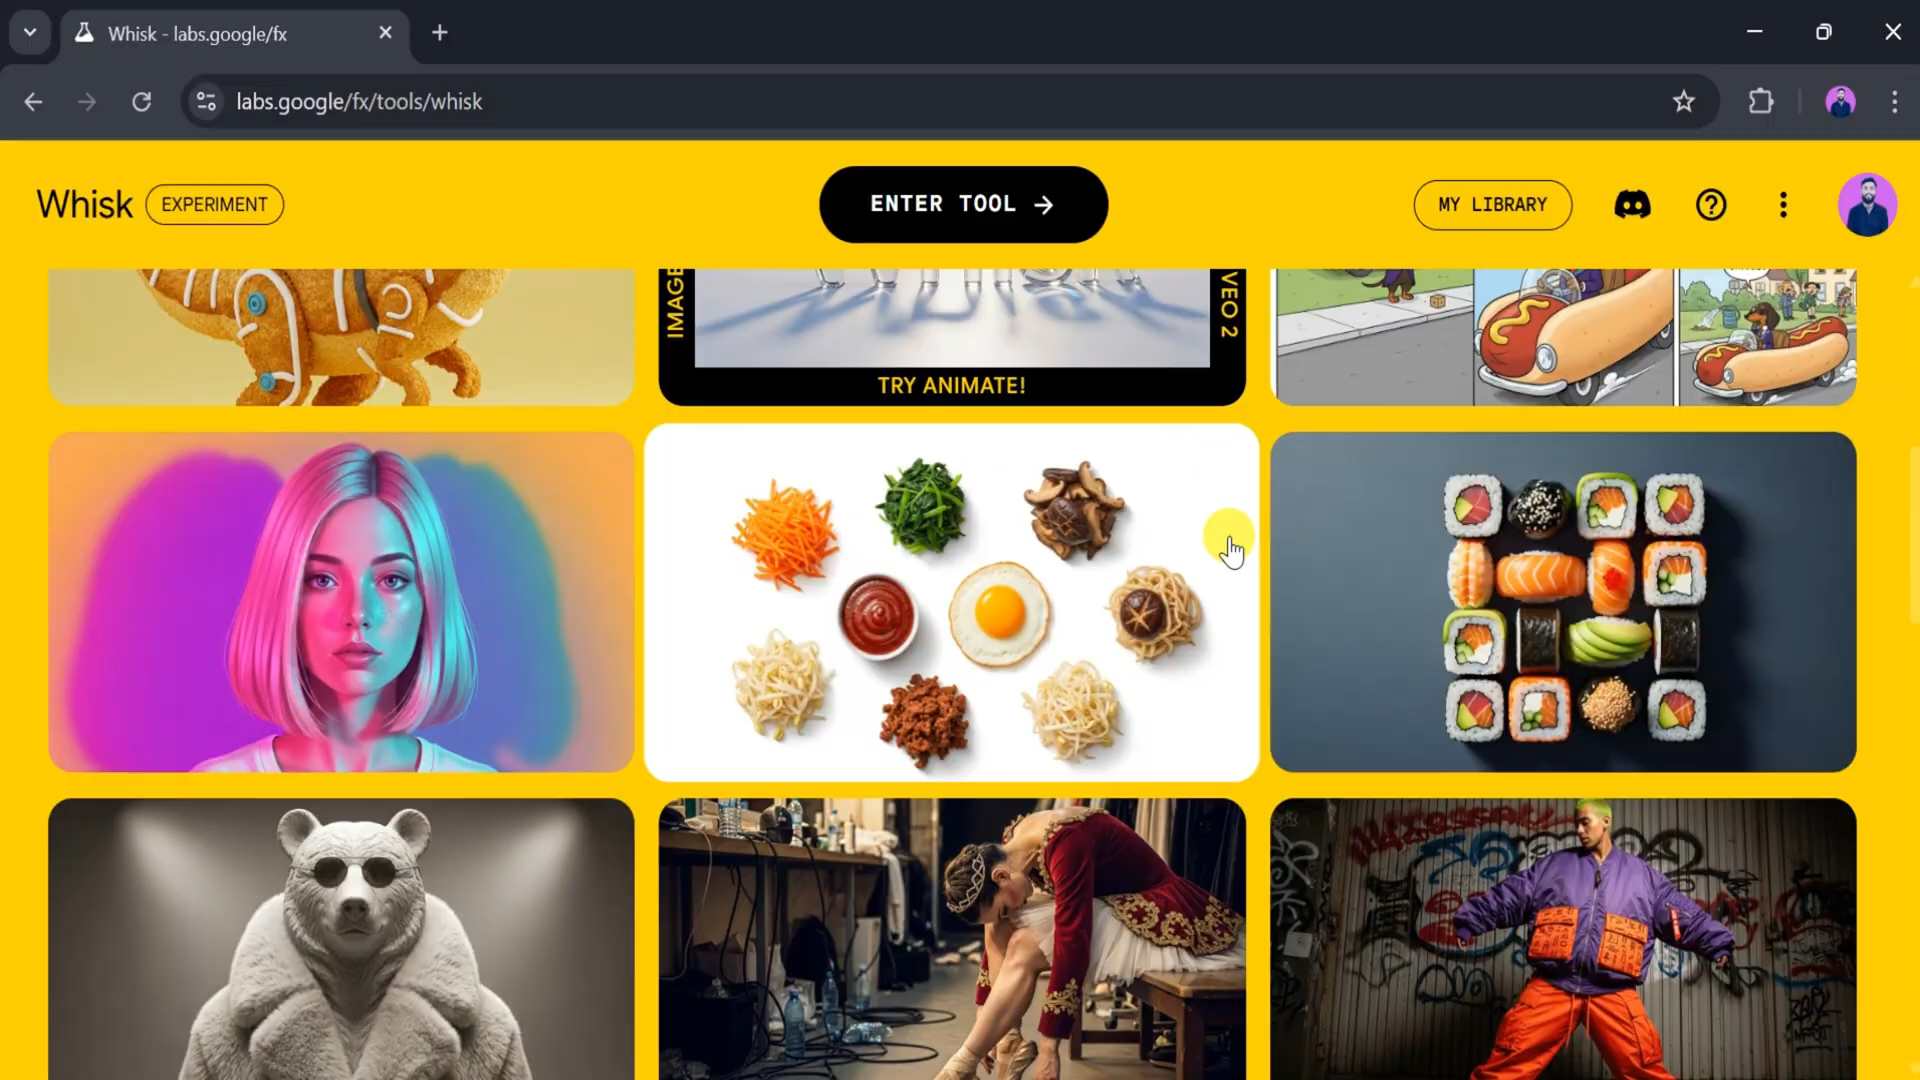 Whisk - labs.google/fx
labs.google/fx/tools/whisk
Whisk
EXPERIMENT
ENTER TOOL →
MY LIBRARY
IMAGE
VEO 2
TRY ANIMATE!